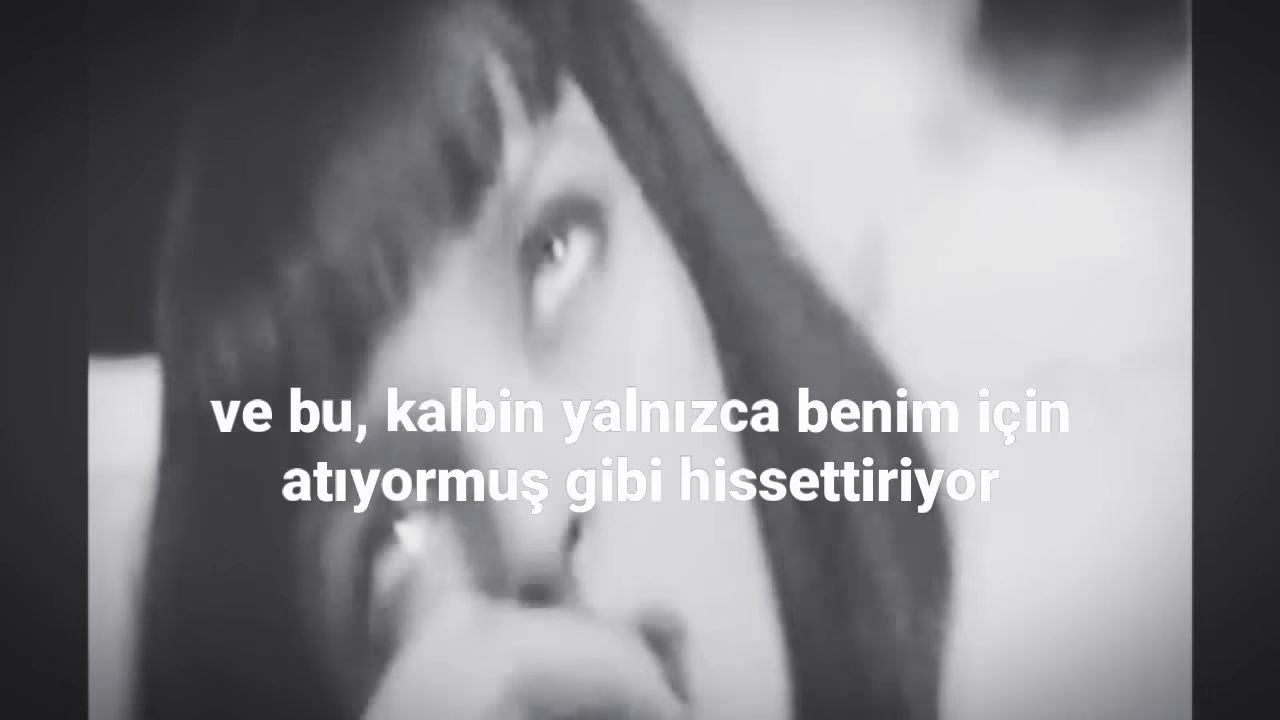 ve bu, kalbin yalnızca benim için
atıyormuş gibi hissettiriyor